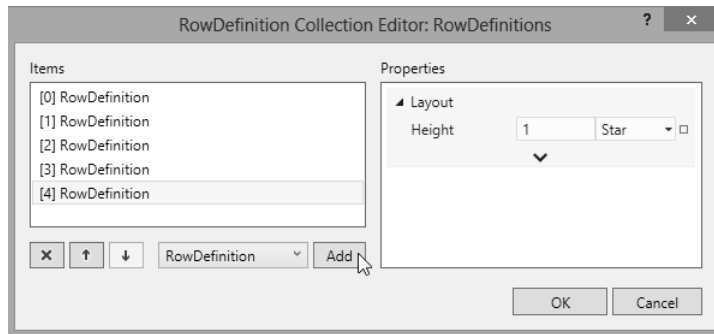 RowDefinition Collection Editor: RowDefinitions ? ×
Items
[0] RowDefinition
[1] RowDefinition
[2] RowDefinition
[3] RowDefinition
[4] RowDefinition
RowDefinition Add
Properties
Layout
Height 1 Star
OK Cancel